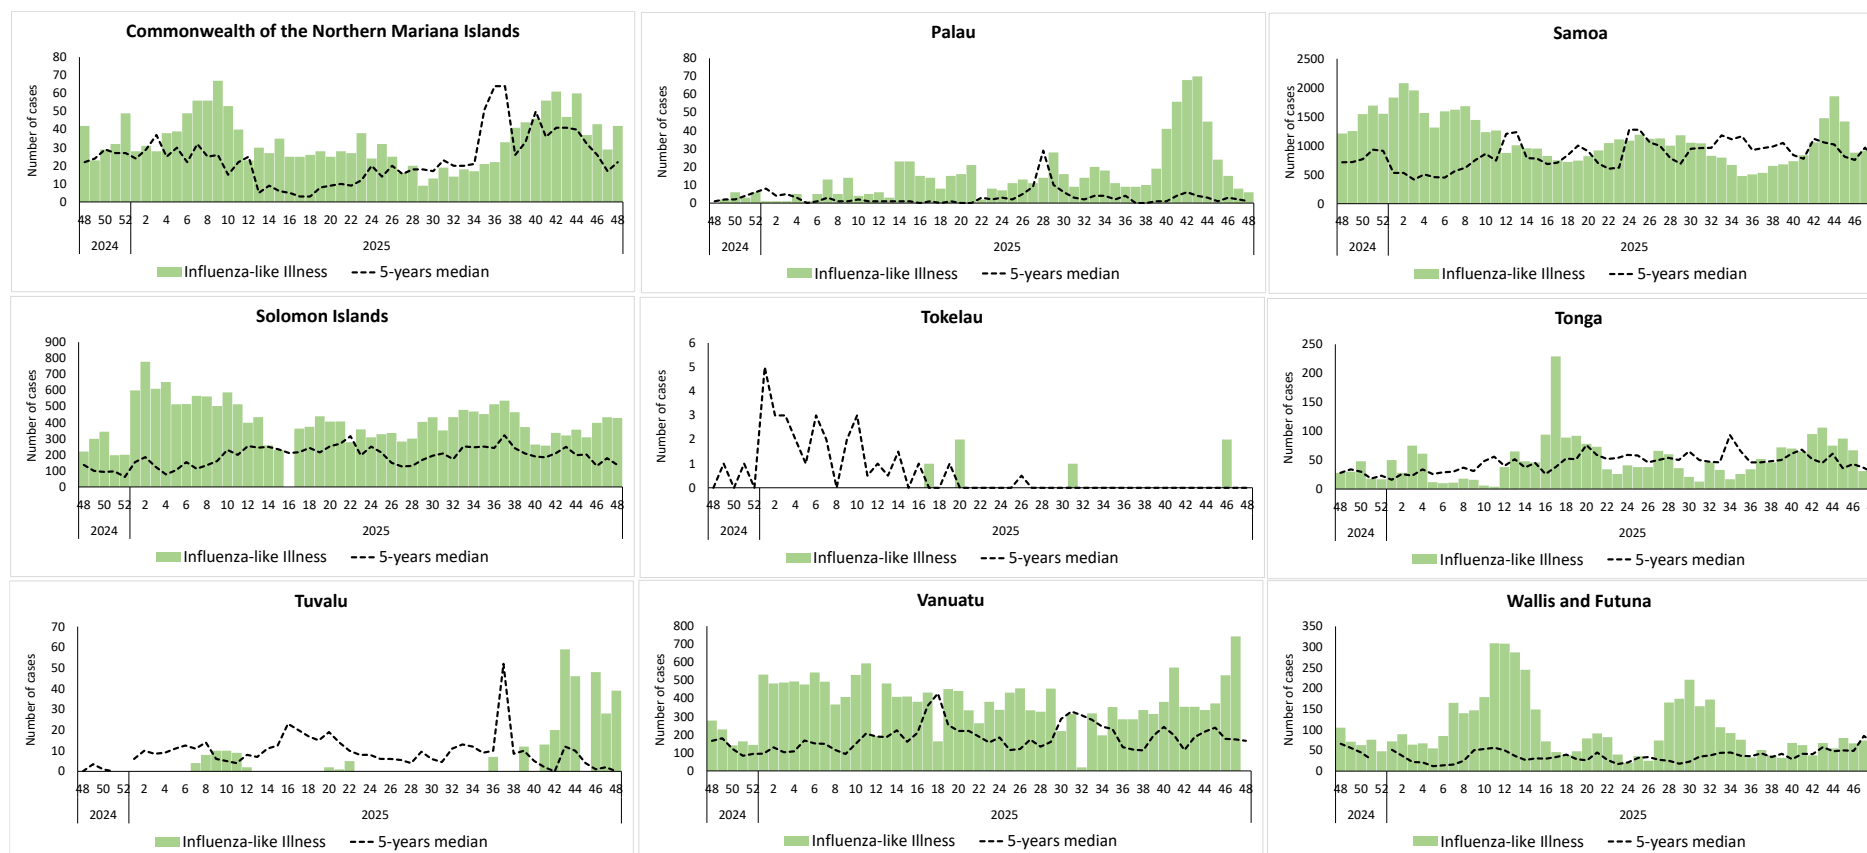 Commonwealth of the Northern Mariana Islands
Number of cases
80
70
60
50
40
30
20
10
0
48 50 52 2 4 6 8 10 12 14 16 18 20 22 24 26 28 30 32 34 36 38 40 42 44 46 48
2024 2025
Influenza-like Illness 5-years median
Palau
Number of cases
80
70
60
50
40
30
20
10
0
48 50 52 2 4 6 8 10 12 14 16 18 20 22 24 26 28 30 32 34 36 38 40 42 44 46 48
2024 2025
Influenza-like Illness 5-years median
Samoa
Number of cases
2500
2000
1500
1000
500
0
48 50 52 2 4 6 8 10 12 14 16 18 20 22 24 26 28 30 32 34 36 38 40 42 44 46
2024 2025
Influenza-like Illness 5-years median
Solomon Islands
Number of cases
900
800
700
600
500
400
300
200
100
0
48 50 52 2 4 6 8 10 12 14 16 18 20 22 24 26 28 30 32 34 36 38 40 42 44 46 48
2024 2025
Influenza-like Illness 5-years median
Tokelau
Number of cases
6
5
4
3
2
1
0
48 50 52 2 4 6 8 10 12 14 16 18 20 22 24 26 28 30 32 34 36 38 40 42 44 46 48
2024 2025
Influenza-like Illness 5-years median
Tonga
Number of cases
250
200
150
100
50
0
48 50 52 2 4 6 8 10 12 14 16 18 20 22 24 26 28 30 32 34 36 38 40 42 44 46
2024 2025
Influenza-like Illness 5-years median
Tuvalu
Number of cases
70
60
50
40
30
20
10
0
48 50 52 2 4 6 8 10 12 14 16 18 20 22 24 26 28 30 32 34 36 38 40 42 44 46 48
2024 2025
Influenza-like Illness 5-years median
Vanuatu
Number of cases
800
700
600
500
400
300
200
100
0
48 50 52 2 4 6 8 10 12 14 16 18 20 22 24 26 28 30 32 34 36 38 40 42 44 46 48
2024 2025
Influenza-like Illness 5-years median
Wallis and Futuna
Number of cases
350
300
250
200
150
100
50
0
48 50 52 2 4 6 8 10 12 14 16 18 20 22 24 26 28 30 32 34 36 38 40 42 44 46
2024 2025
Influenza-like Illness 5-years median